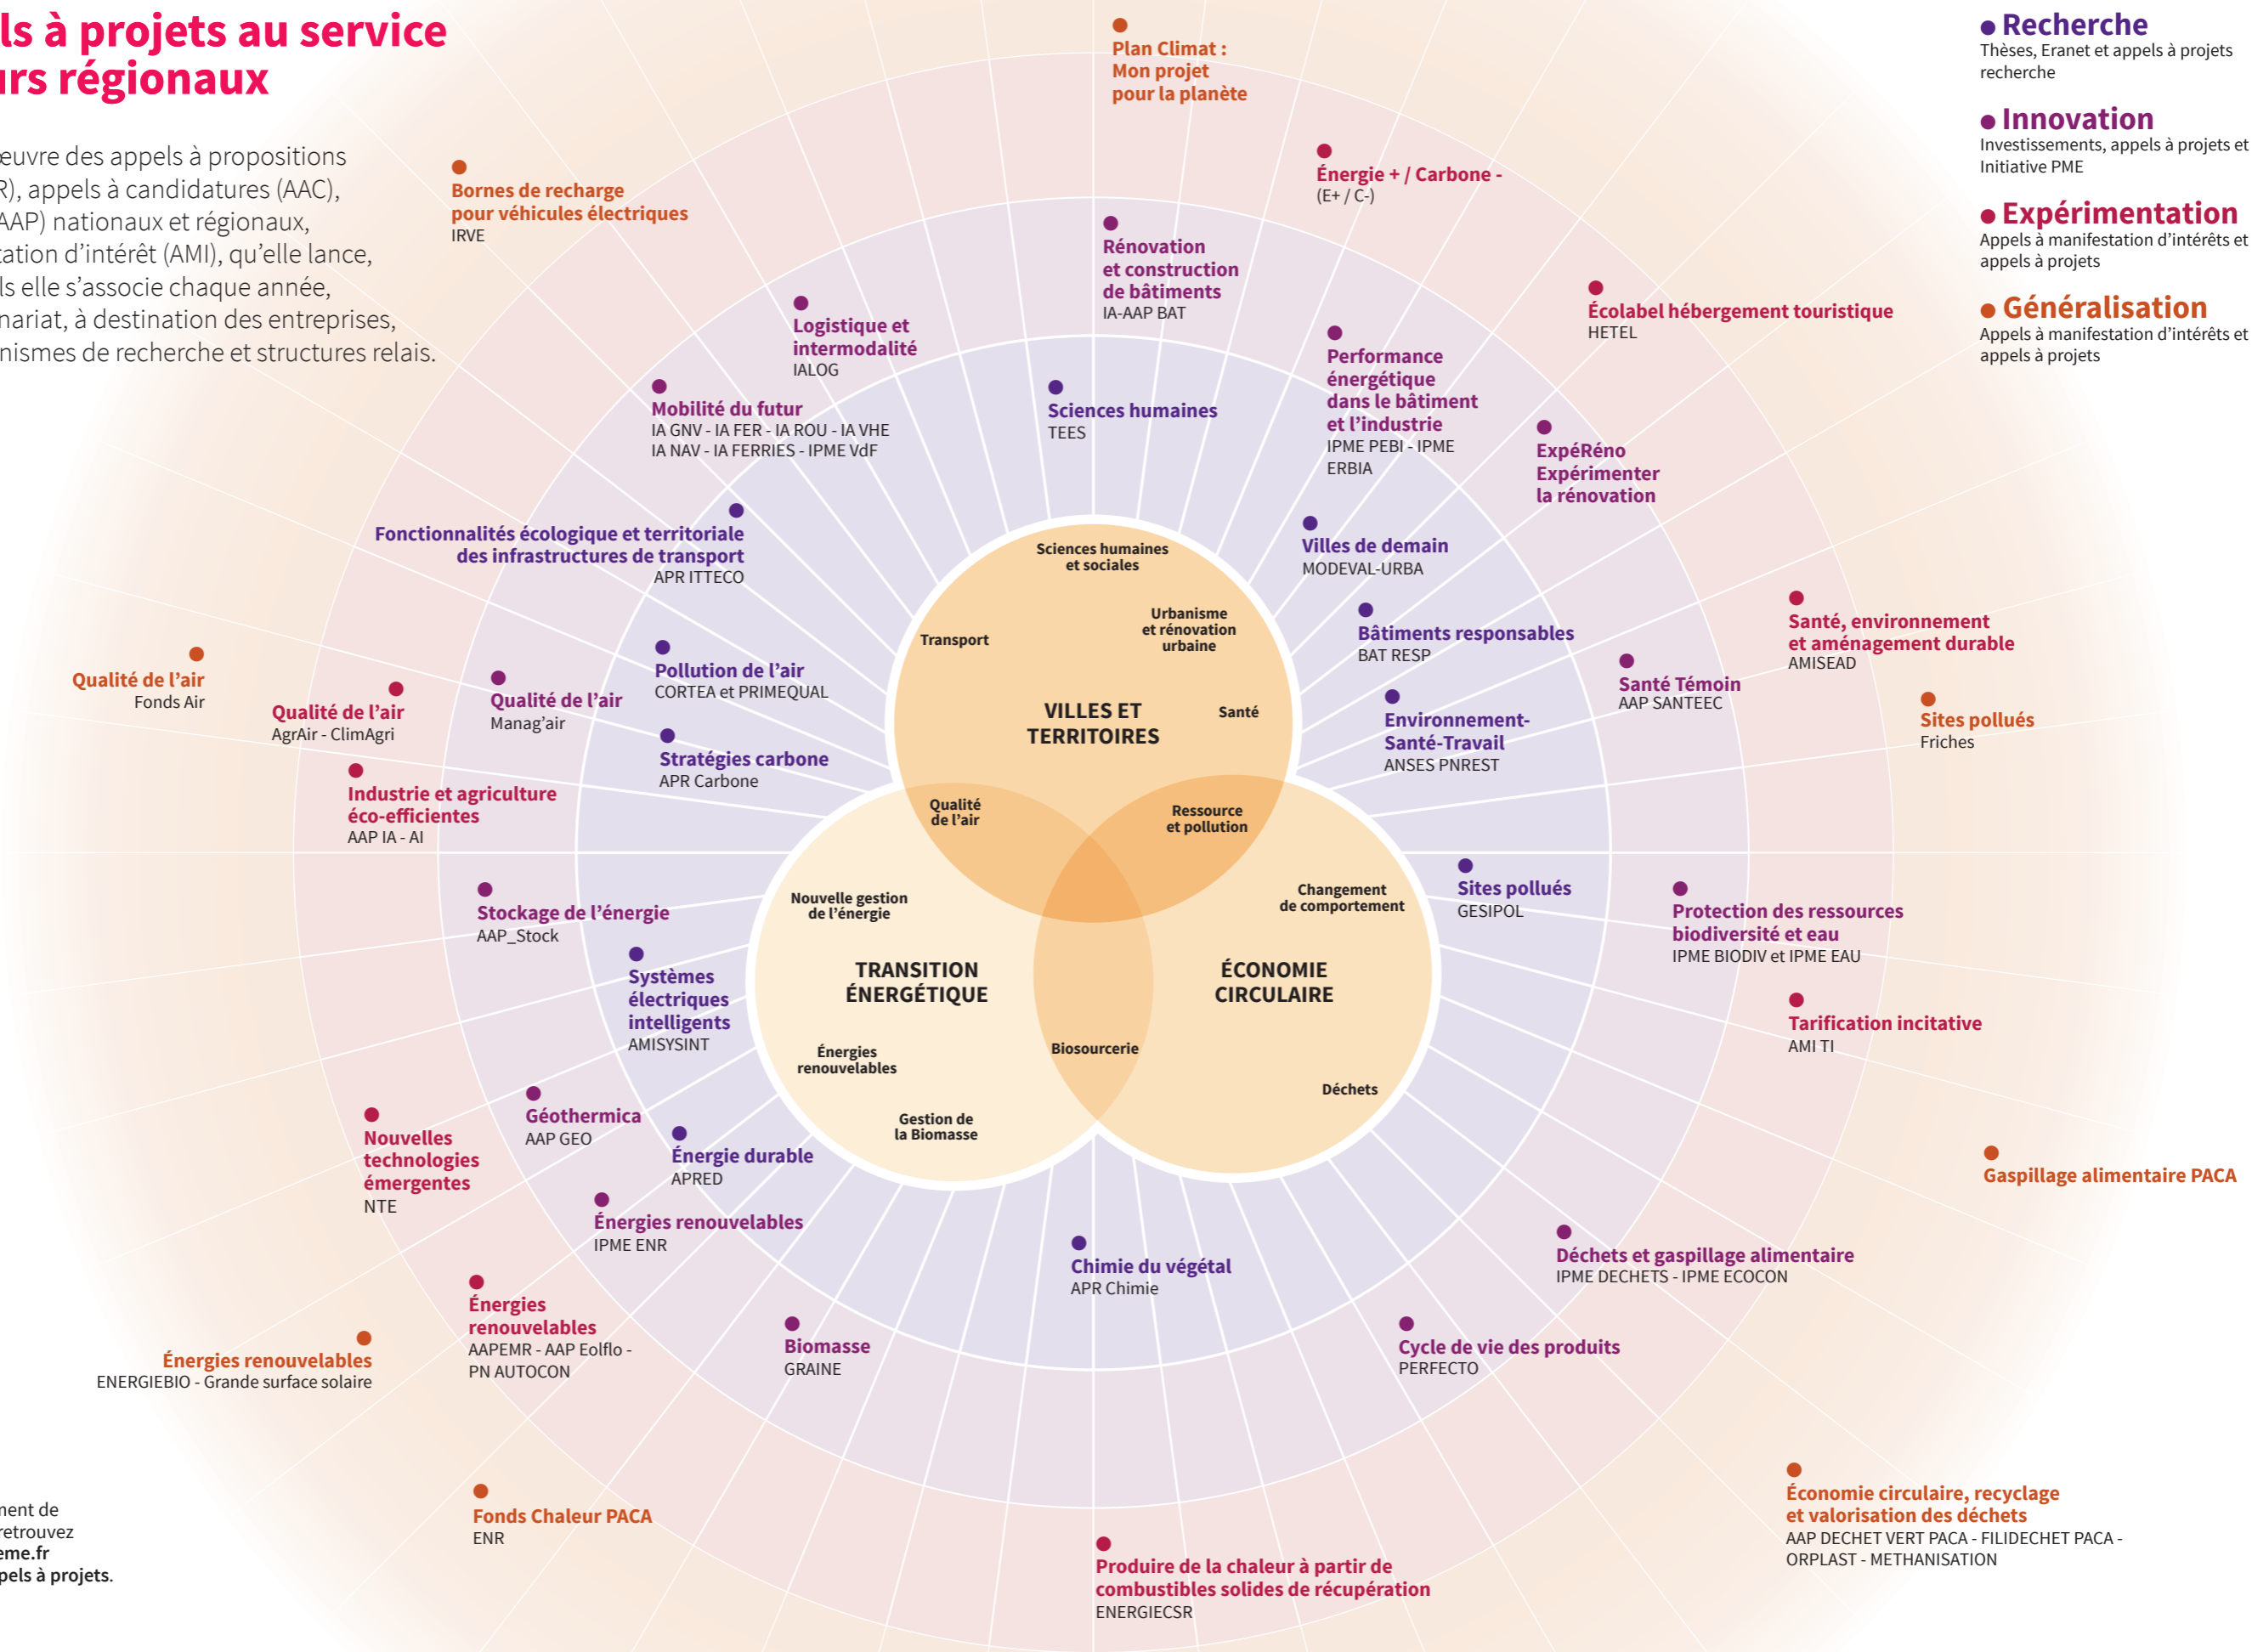 ls à projets au service
urs régionaux
œuvre des appels à propositions
R), appels à candidatures (AAC),
AAP) nationaux et régionaux,
tation d’intérêt (AMI), qu’elle lance,
ls elle s’associe chaque année,
nariat, à destination des entreprises,
nismes de recherche et structures relais.
Recherche
Thèses, Eranet et appels à projets
recherche
Innovation
Investissements, appels à projets et
Initiative PME
Expérimentation
Appels à manifestation d’intérêts et
appels à projets
Généralisation
Appels à manifestation d’intérêts et
appels à projets
Plan Climat :
Mon projet
pour la planète
Énergie + / Carbone -
(E+ / C-)
Bornes de recharge
pour véhicules électriques
IRVE
Rénovation
et construction
de bâtiments
IA-AAP BAT
Écolabel hébergement touristique
HETEL
Logistique et
intermodalité
IALOG
Performance
énergétique
dans le bâtiment
et l’industrie
IPME PEBI - IPME
ERBIA
Mobilité du futur
IA GNV - IA FER - IA ROU - IA VHE
IA NAV - IA FERRIES - IPME VdF
Sciences humaines
TEES
ExpéRéno
Expérimenter
la rénovation
Fonctionnalités écologique et territoriale
des infrastructures de transport
APR ITTECO
Villes de demain
MODEVAL-URBA
Bâtiments responsables
BAT RESP
Santé, environnement
et aménagement durable
AMISEAD
Santé Témoin
AAP SANTEEC
Sites pollués
Friches
Environnement-
Santé-Travail
ANSES PNREST
Pollution de l’air
CORTEA et PRIMEQUAL
Qualité de l’air
Manag’air
Qualité de l’air
AgrAir - ClimAgri
Qualité de l’air
Fonds Air
Stratégies carbone
APR Carbone
Industrie et agriculture
éco-efficientes
AAP IA - AI
Sciences humaines
et sociales
Urbanisme
et rénovation
urbaine
Transport
VILLES ET
TERRITOIRES
Santé
Qualité
de l’air
Ressource
et pollution
Nouvelle gestion
de l’énergie
Changement
de comportement
TRANSITION
ÉNERGÉTIQUE
ÉCONOMIE
CIRCULAIRE
Énergies
renouvelables
Biosourcerie
Déchets
Gestion de
la Biomasse
Sites pollués
GESIPOL
Protection des ressources
biodiversité et eau
IPME BIODIV et IPME EAU
Tarification incitative
AMI TI
Gaspillage alimentaire PACA
Stockage de l’énergie
AAP_Stock
Systèmes
électriques
intelligents
AMISYSINT
Géothermica
AAP GEO
Nouvelles
technologies
émergentes
NTE
Énergie durable
APRED
Énergies renouvelables
IPME ENR
Énergies
renouvelables
AAPEMR - AAP Eolflo -
PN AUTOCON
Énergies renouvelables
ENERGIEBIO - Grande surface solaire
Biomasse
GRAINE
Chimie du végétal
APR Chimie
Déchets et gaspillage alimentaire
IPME DECHETS - IPME ECOCON
Cycle de vie des produits
PERFECTO
Fonds Chaleur PACA
ENR
Produire de la chaleur à partir de
combustibles solides de récupération
ENERGIECSR
Économie circulaire, recyclage
et valorisation des déchets
AAP DECHET VERT PACA - FILIDECHET PACA -
ORPLAST - METHANISATION
ment de
retrouvez
eme.fr
pels à projets.